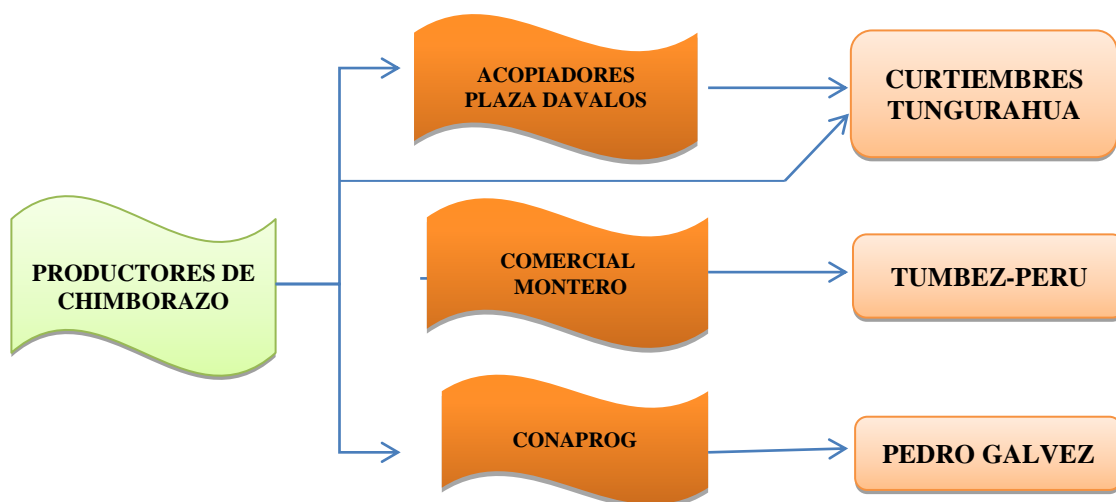 ACOPIADORES
PLAZA DAVALOS
CURTIEMBRES
TUNGURAHUA
PRODUCTORES DE
CHIMBORAZO
COMERCIAL
MONTERO
TUMBEZ-PERU
CONAPROG
PEDRO GALVEZ